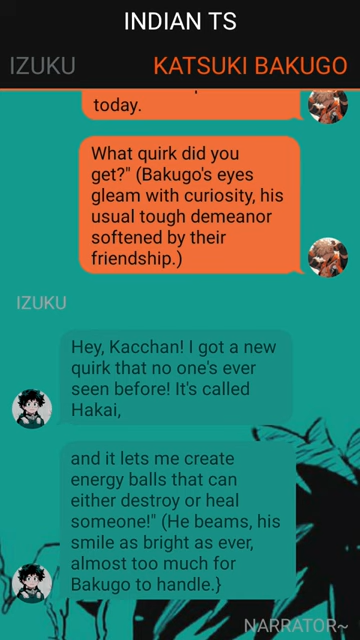 INDIAN TS
IZUKU KATSUKI BAKUGO
today.
What quirk did you
get?" (Bakugo's eyes
gleam with curiosity, his
usual tough demeanor
softened by their
friendship.)
IZUKU
Hey, Kacchan! I got a new
quirk that no one's ever
seen before! It's called
Hakai,
and it lets me create
energy balls that can
either destroy or heal
someone!" (He beams, his
smile as bright as ever,
almost too much for
Bakugo to handle.}
NARRATOR~